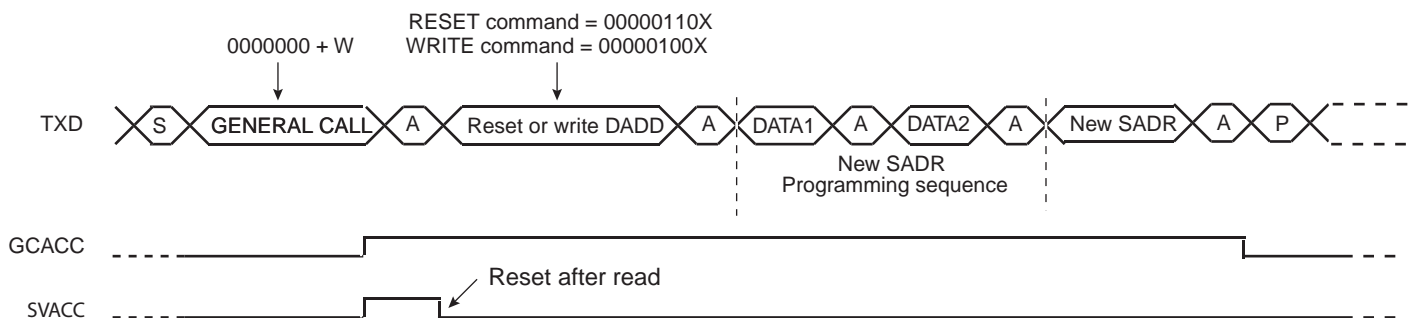 RESET command = 00000110X
0000000 + W
WRITE command = 00000100X
TXD
S
GENERAL CALL
A
Reset or write DADD
A
DATA1
A
DATA2
A
New SADR
A
P
New SADR
Programming sequence
GCACC
Reset after read
SVACC